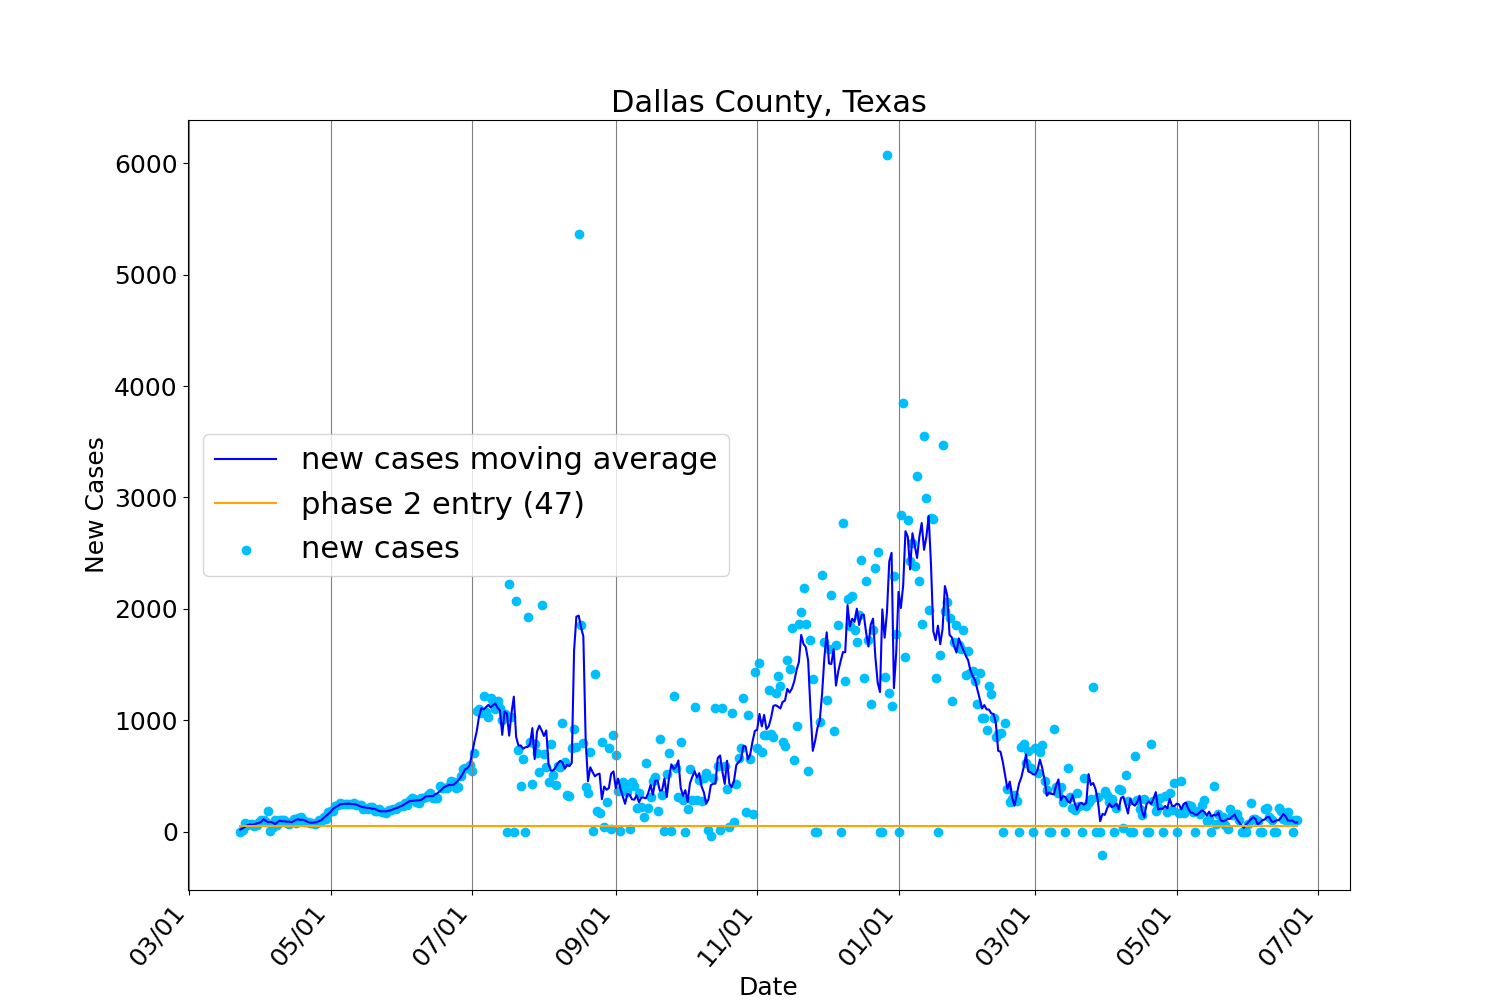 Dallas County, Texas
6000
5000
4000
3000
2000
1000
0
New Cases
new cases moving average
phase 2 entry (47)
new cases
03/01
05/01
07/01
09/01
11/01
01/01
03/01
05/01
07/01
Date